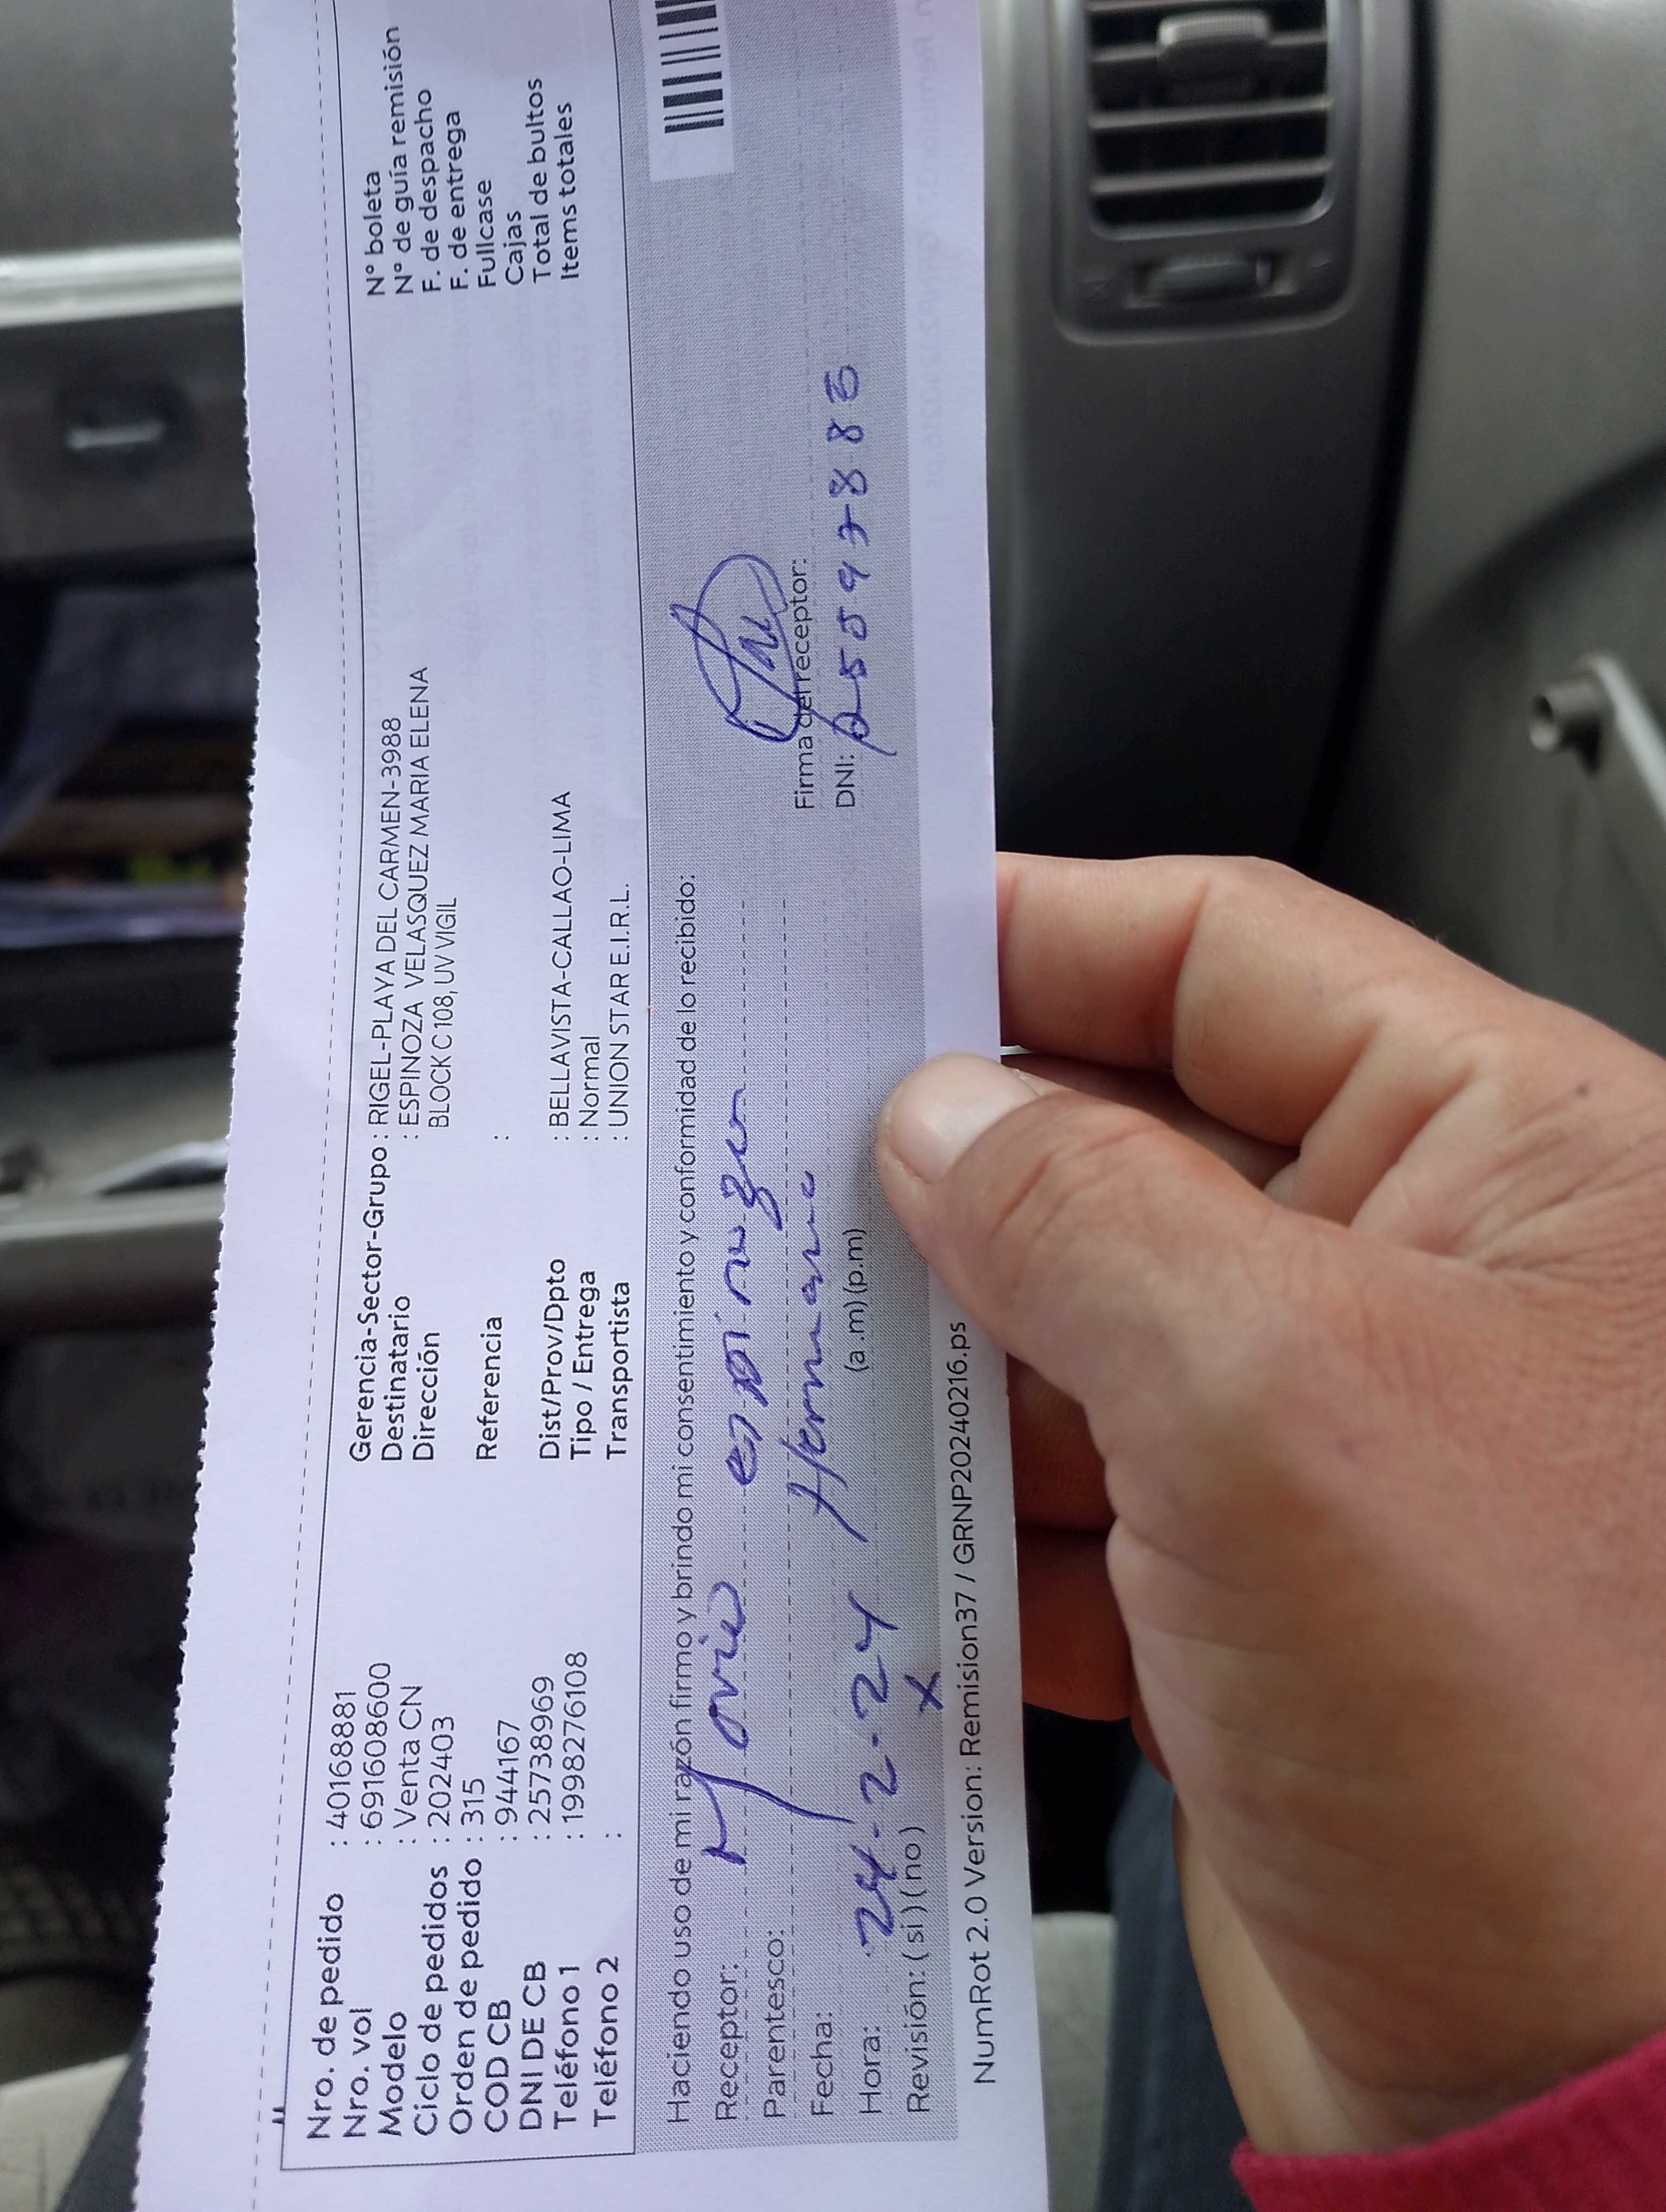 Nro. de pedido : 40168881
Nro. vol : 691608600
Modelo : Venta CN
Ciclo de pedidos : 202403
Orden de pedido : 315
COD CB : 944167
DNI DE CB : 25738969
Teléfono 1 : 1998276108
Teléfono 2 :
Gerencia-Sector-Grupo : RIGEL-PLAYA DEL CARMEN-3988
Destinatario : ESPINOZA VELASQUEZ MARIA ELENA
Dirección BLOCK C 108, UV VIGIL
Referencia :
Dist/Prov/Dpto : BELLAVISTA-CALLAO-LIMA
Tipo / Entrega : Normal
Transportista : UNION STAR E.I.R.L.
N° boleta
N° de guía remisión
F. de despacho
F. de entrega
Fullcase
Cajas
Total de bultos
Items totales
Haciendo uso de mi razón firmo y brindo mi consentimiento y conformidad de lo recibido:
Receptor: espinoza
Parentesco: Hermano
Fecha:
Hora: 24-2-24 (a .m) (p.m)
Revisión: (si) (no) X
Firma del receptor:
DNI:
NumRot 2.0 Version: Remision37 / GRNP20240216.ps